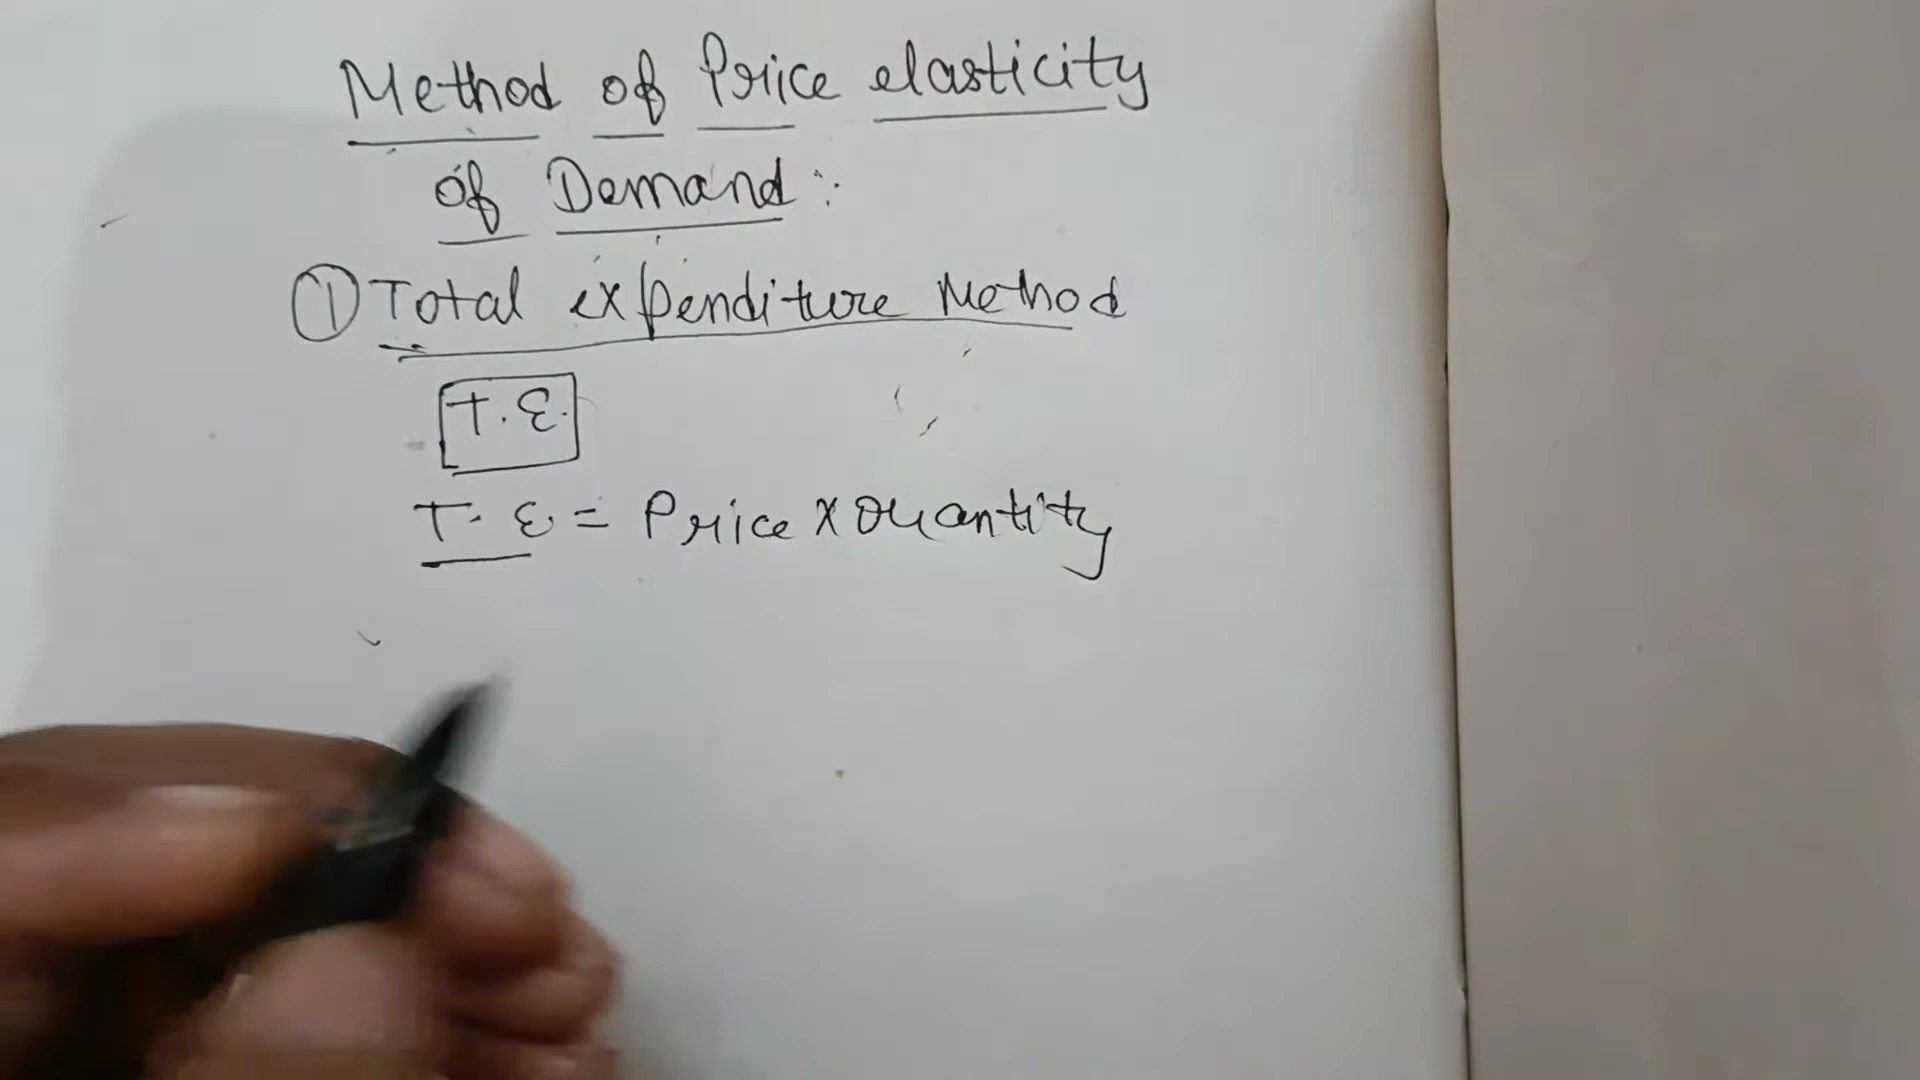 Method of Price elasticity
of Demand :
① Total expenditure Method
T.E.
T.E = Price x Quantity